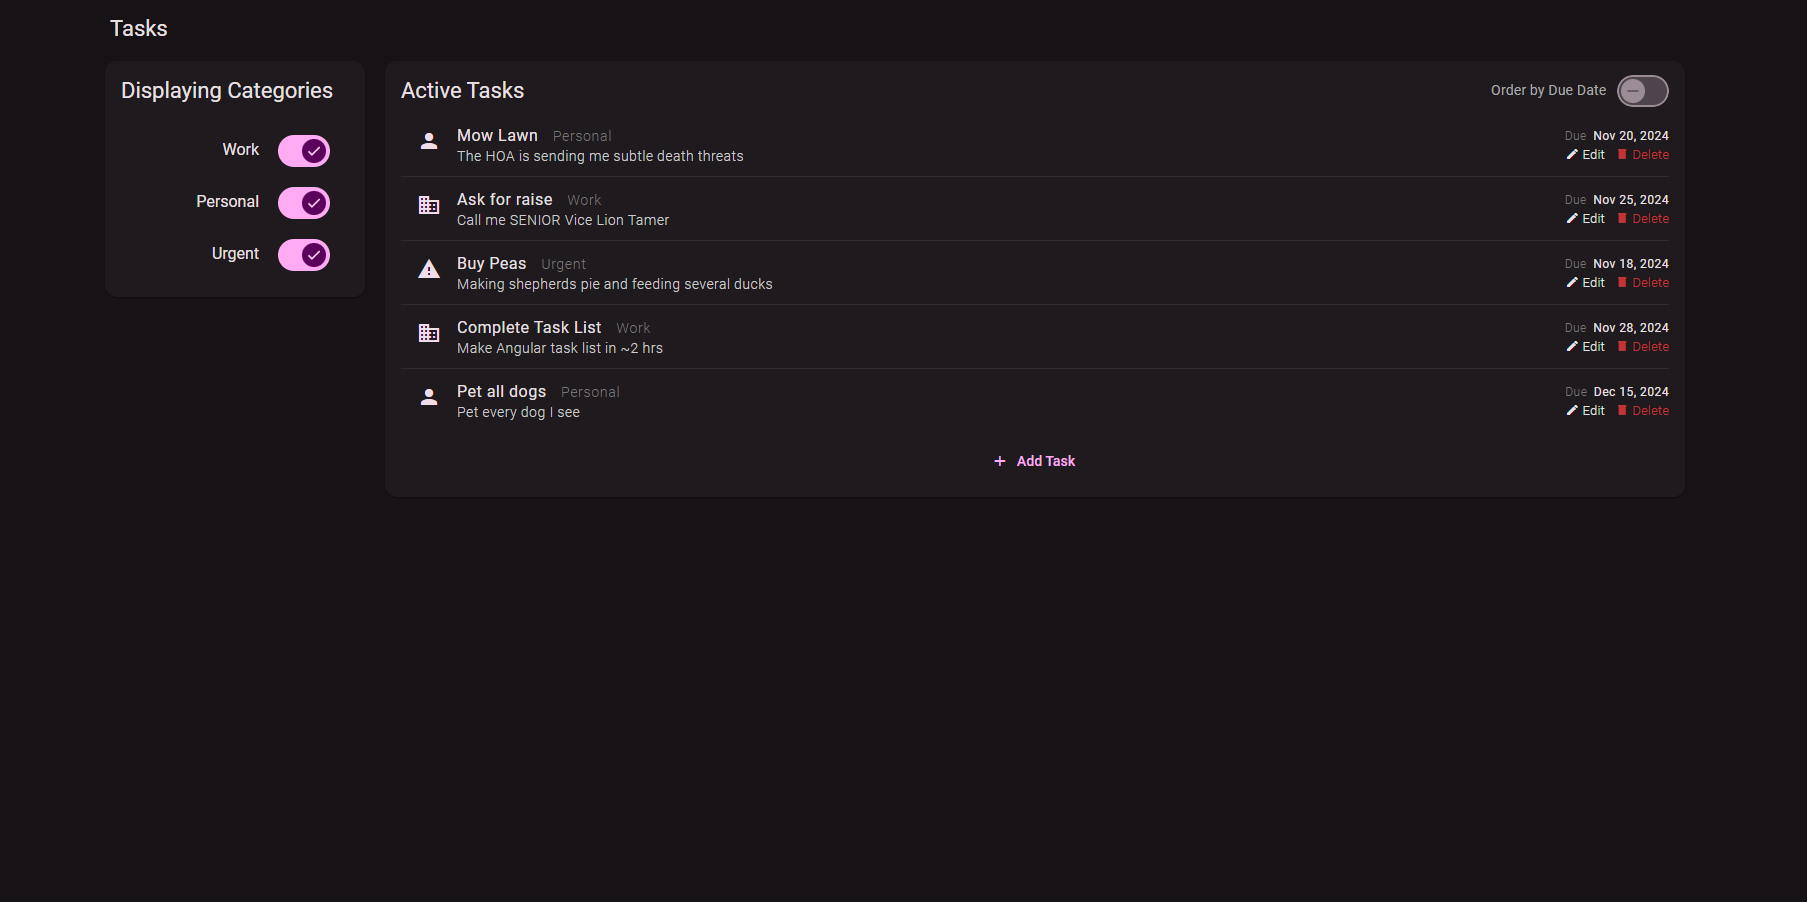 Tasks
Displaying Categories
Work
Personal
Urgent
Active Tasks
Order by Due Date
Mow Lawn Personal
The HOA is sending me subtle death threats
Due Nov 20, 2024
Edit Delete
Ask for raise Work
Call me SENIOR Vice Lion Tamer
Due Nov 25, 2024
Edit Delete
Buy Peas Urgent
Making shepherds pie and feeding several ducks
Due Nov 18, 2024
Edit Delete
Complete Task List Work
Make Angular task list in ~2 hrs
Due Nov 28, 2024
Edit Delete
Pet all dogs Personal
Pet every dog I see
Due Dec 15, 2024
Edit Delete
+ Add Task